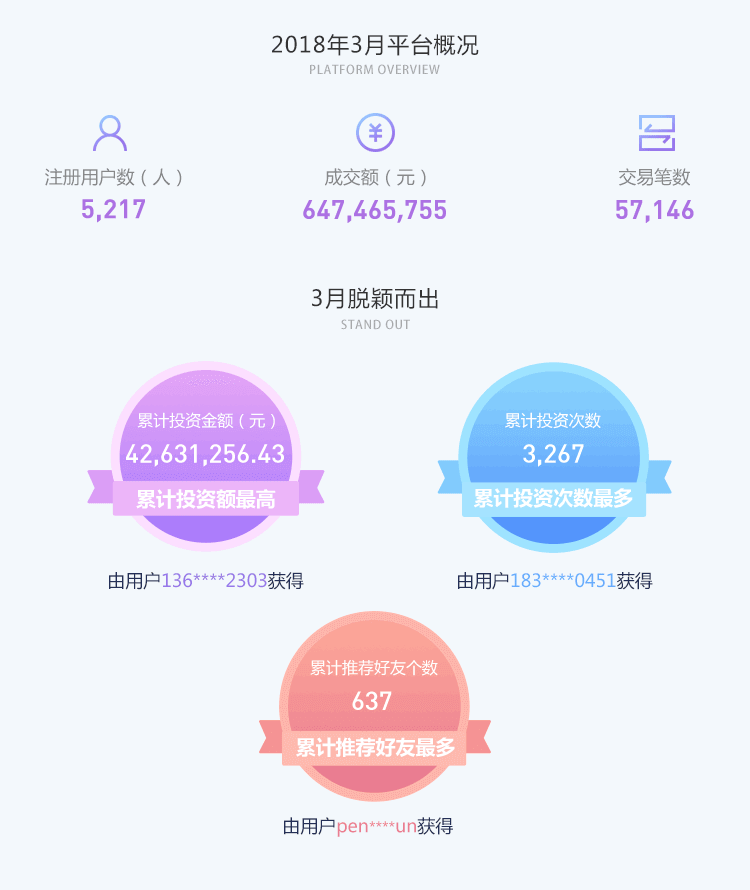 2018年3月平台概况
PLATFORM OVERVIEW
注册用户数（人）
5,217
成交额（元）
647,465,755
交易笔数
57,146
3月脱颖而出
STAND OUT
累计投资金额（元）
42,631,256.43
累计投资额最高
由用户136****2303获得
累计投资次数
3,267
累计投资次数最多
由用户183****0451获得
累计推荐好友个数
637
累计推荐好友最多
由用户pen****un获得